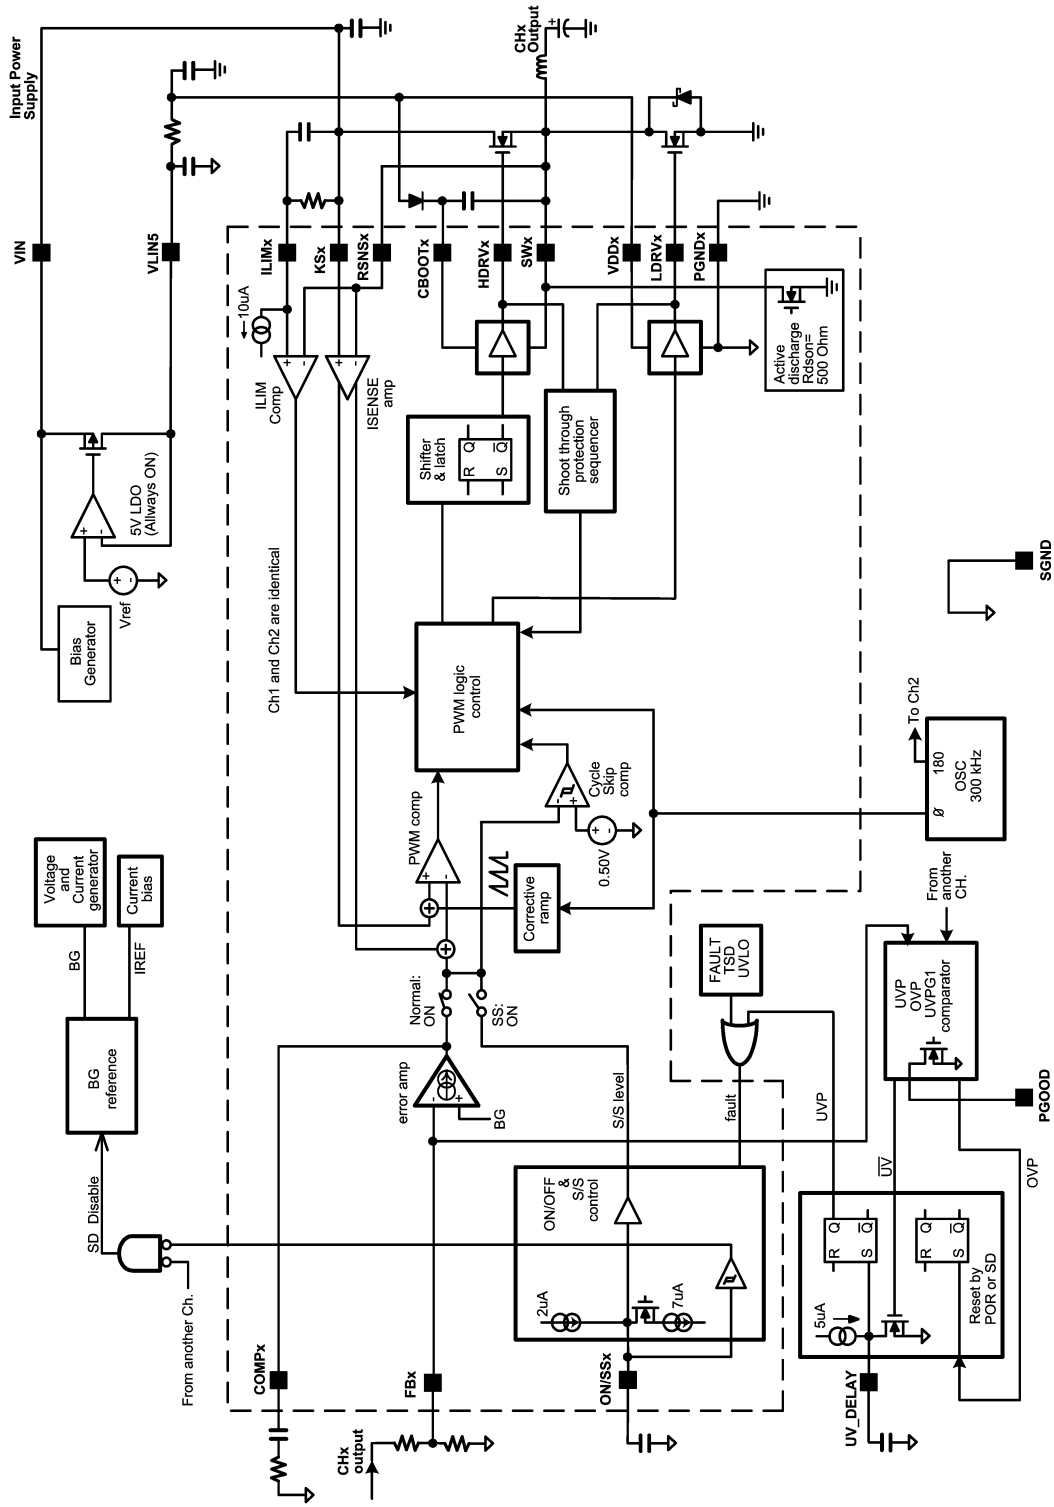 Input Power
Supply
VIN
VLIN5
5V LDO
(Allways ON)
+
-
Vref
+
-
Bias
Generator
Voltage
and
Current
generator
Current
bias
BG
IREF
BG
reference
SD Disable
From another Ch.
CHx
Output
+
ILIMx
KSx
RSNSx
CBOOTx
HDRVx
SWx
VDDx
LDRVx
PGNDx
10uA
+
-
ILIM
Comp
+
-
ISENSE
amp
Active
discharge
Rdson=
500 Ohm
Shifter
& latch
R
Q
S
Q
Shoot through
protection
sequencer
Ch1 and Ch2 are identical
PWM logic
control
PWM comp
+
-
Cycle
Skip
comp
-
+
0.50V
+
-
Corrective
ramp
Normal:
ON
SS:
ON
error amp
-
+
BG
S/S level
fault
FAULT
TSD
UVLO
UVP
ON/OFF
&
S/S
control
2uA
7uA
COMPx
FBx
ON/SSx
CHx
output
SGND
To Ch2
ø
180
OSC
300 kHz
From
another
CH.
UVP
OVP
UVPG1
comparator
PGOOD
UV
OVP
R
Q
S
Q
R
Q
S
Q
5uA
Reset by
POR or SD
UV_DELAY